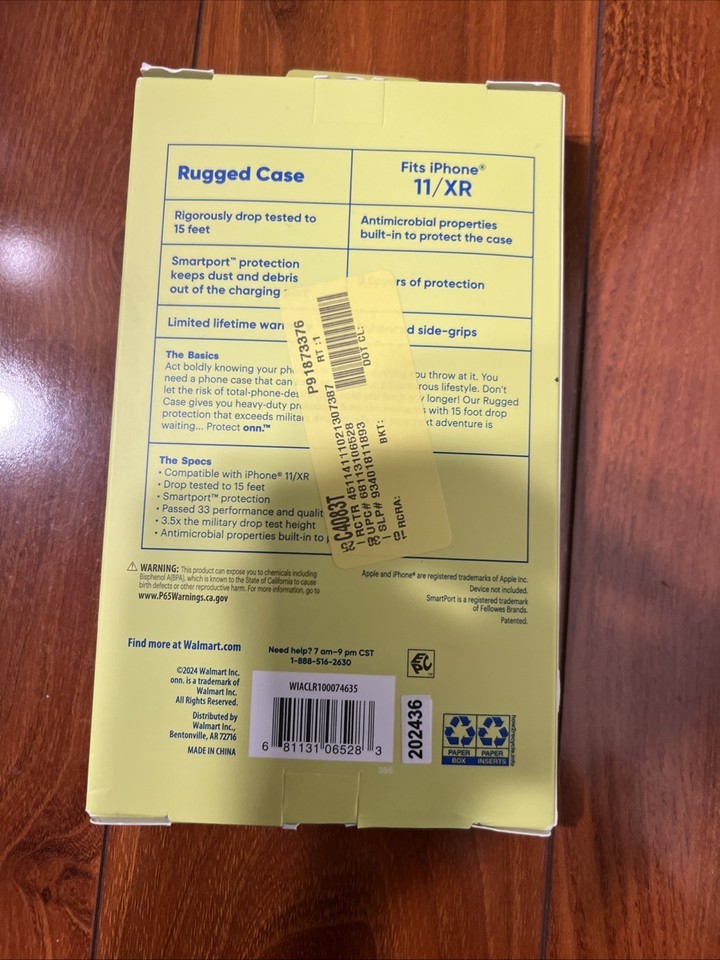 Rugged Case
Fits iPhone®
11/XR
Rigorously drop tested to
15 feet
Antimicrobial properties
built-in to protect the case
Smartport™ protection
keeps dust and debris
out of the charging
of protection
Limited lifetime
side-grips
The Basics
Act boldly knowing your
need a phone case that can
let the risk of
Case gives you heavy-duty
protection that exceeds
waiting... Protect onn.™
you throw at it. You
lifestyle. Don't
longer! Our Rugged
with 15 foot drop
adventure is
The Specs
• Compatible with iPhone® 11/XR
• Drop tested to 15 feet
• Smartport™ protection
• Passed 33 performance and
• 3.5x the military drop test height
• Antimicrobial properties built-in to
P91873376
RT :1
DOT CL:
C4083T
RCTR 45114111021307387
UPC# 68113106528
SLP# 93401811893
BKT:
RCRA:
WARNING: This product can expose you to chemicals including
Bisphenol A(BPA), which is known to the State of California to cause
birth defects or other reproductive harm. For more information, go to
www.P65Warnings.ca.gov
Apple and iPhone® are registered trademarks of Apple Inc.
Device not included.
SmartPort is a registered trademark
of Fellowes Brands.
Patented.
Find more at Walmart.com
Need help? 7 am–9 pm CST
1-888-516-2630
©2024 Walmart Inc.
onn. is a trademark of
Walmart Inc.
All Rights Reserved.
Distributed by
Walmart Inc.,
Bentonville, AR 72716
MADE IN CHINA
WIACLR100074635
6 81131 06528 3
202436
PAPER
BOX
PAPER
INSERTS
how2recycle.info